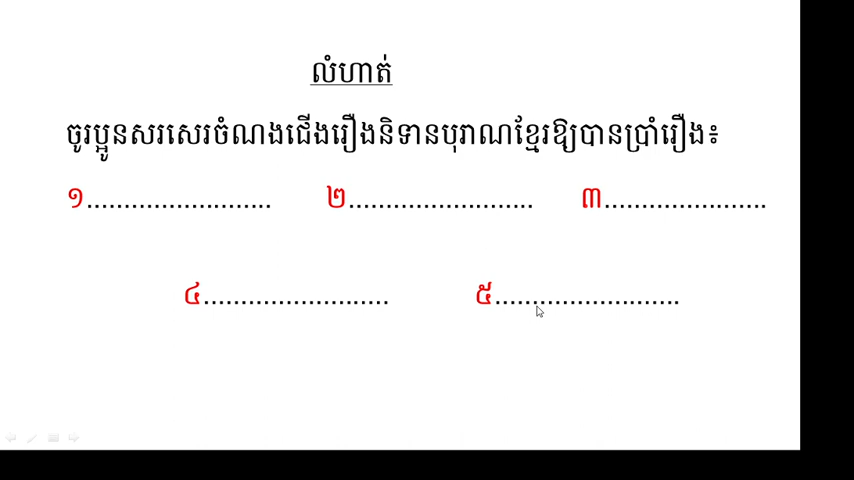 លំហាត់
ចូរប្អូនសរសេរចំណងជើងរឿងនិទានបុរាណខ្មែរឱ្យបានប្រាំរឿង៖
១......................... ២......................... ៣......................
៤......................... ៥.........................